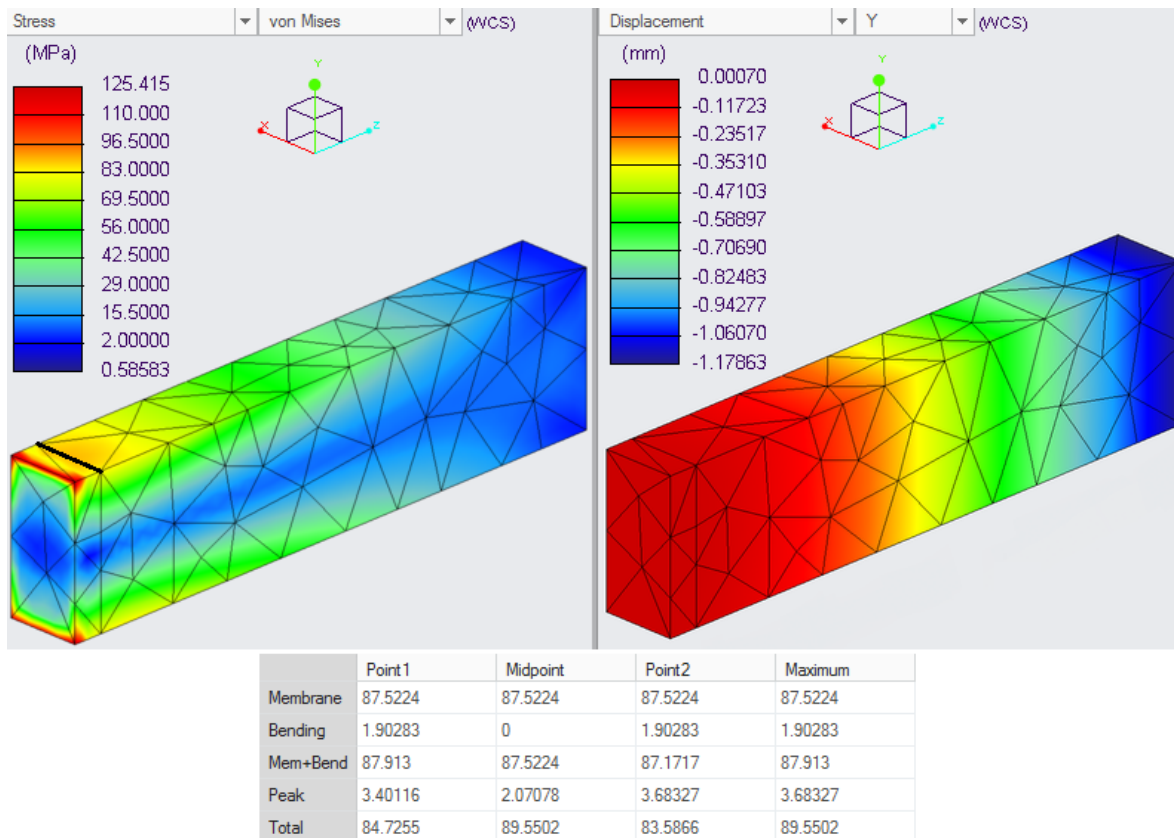 Stress von Mises (WCS)
(MPa)
125.415
110.000
96.5000
83.0000
69.5000
56.0000
42.5000
29.0000
15.5000
2.00000
0.58583
Y
X
Z
Displacement Y (WCS)
(mm)
0.00070
-0.11723
-0.23517
-0.35310
-0.47103
-0.58897
-0.70690
-0.82483
-0.94277
-1.06070
-1.17863
Y
X
Z
Point1 Midpoint Point2 Maximum
Membrane 87.5224 87.5224 87.5224 87.5224
Bending 1.90283 0 1.90283 1.90283
Mem+Bend 87.913 87.5224 87.1717 87.913
Peak 3.40116 2.07078 3.68327 3.68327
Total 84.7255 89.5502 83.5866 89.5502